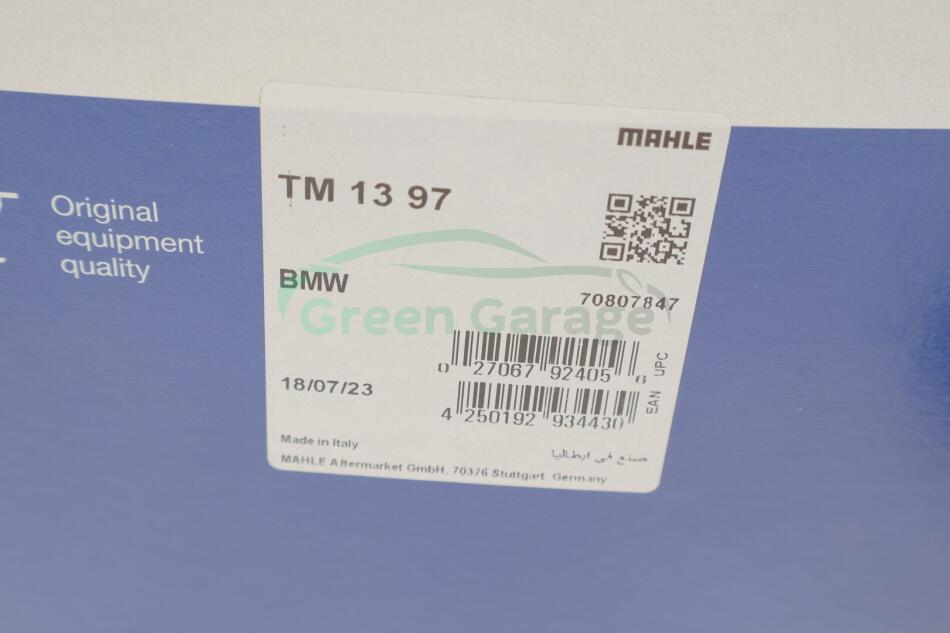 MAHLE
TM 13 97
Original
equipment
quality
BMW
70807847
Green Garage
0 27067 92405 6
UPC
18/07/23
4 250192 934430
EAN
Made in Italy
صنع في ايطاليا
MAHLE Aftermarket GmbH, 70376 Stuttgart, Germany